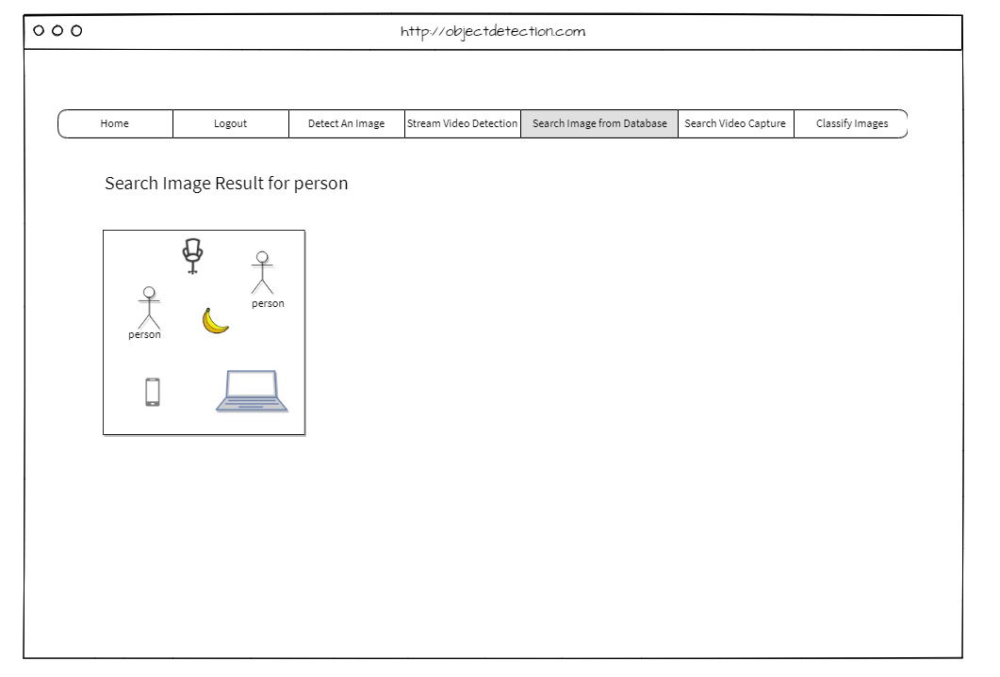 http://objectdetection.com
Home Logout Detect An Image Stream Video Detection Search Image from Database Search Video Capture Classify Images
Search Image Result for person
person
person